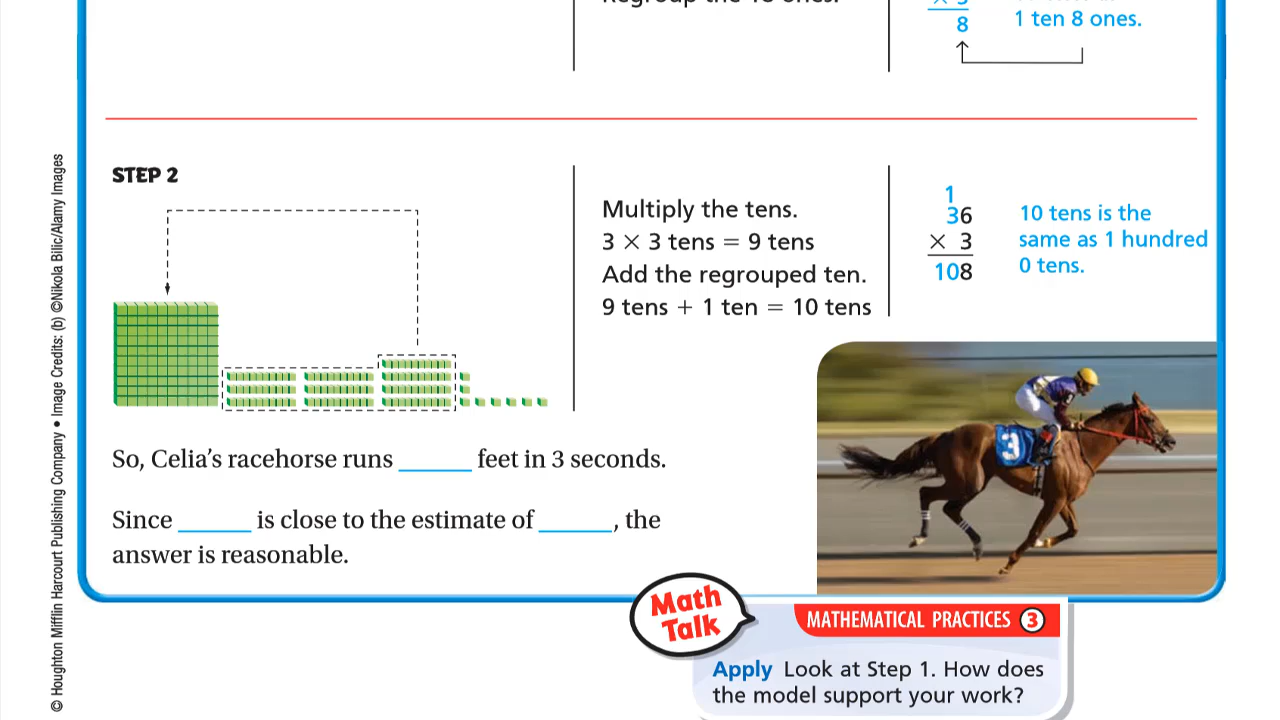 8
1 ten 8 ones.
STEP 2
Multiply the tens.
3 × 3 tens = 9 tens
Add the regrouped ten.
9 tens + 1 ten = 10 tens
1
36
× 3
108
10 tens is the
same as 1 hundred
0 tens.
3
So, Celia's racehorse runs ______ feet in 3 seconds.
Since ______ is close to the estimate of ______, the
answer is reasonable.
Math
Talk
MATHEMATICAL PRACTICES 3
Apply Look at Step 1. How does
the model support your work?
© Houghton Mifflin Harcourt Publishing Company • Image Credits: (b) ©Nikola Bilic/Alamy Images